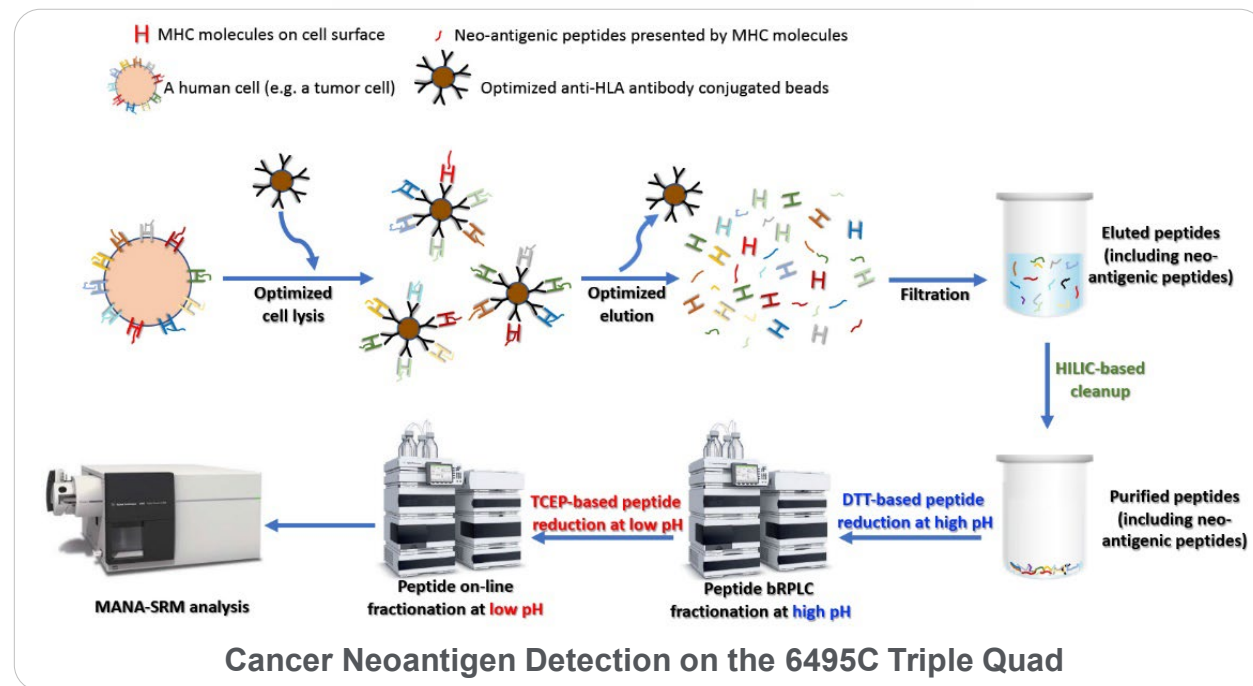 MHC molecules on cell surface
Neo-antigenic peptides presented by MHC molecules
A human cell (e.g. a tumor cell)
Optimized anti-HLA antibody conjugated beads
Optimized
cell lysis
Optimized
elution
Filtration
Eluted peptides
(including neo-
antigenic peptides)
HILIC-based
cleanup
Purified peptides
(including neo-
antigenic peptides)
DTT-based peptide
reduction at high pH
Peptide bRPLC
fractionation at high pH
TCEP-based peptide
reduction at low pH
Peptide on-line
fractionation at low pH
MANA-SRM analysis
Cancer Neoantigen Detection on the 6495C Triple Quad